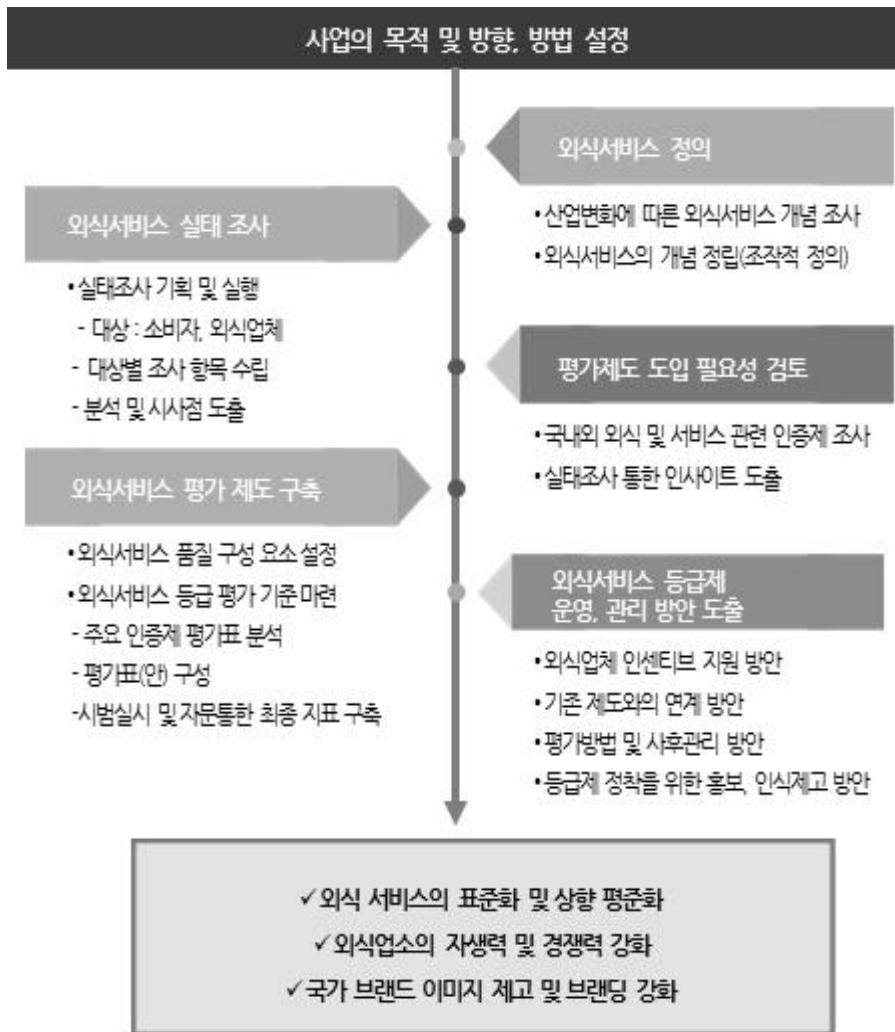 사업의 목적 및 방향, 방법 설정
외식서비스 정의
• 산업변화에 따른 외식서비스 개념 조사
• 외식서비스의 개념 정립(조작적 정의)
외식서비스 실태 조사
• 실태조사 기획 및 실행
- 대상 : 소비자, 외식업체
- 대상별 조사 항목 수립
- 분석 및 시사점 도출
평가제도 도입 필요성 검토
• 국내외 외식 및 서비스 관련 인증제 조사
• 실태조사 통한 인사이트 도출
외식서비스 평가 제도 구축
• 외식서비스 품질 구성 요소 설정
• 외식서비스 등급 평가 기준 마련
- 주요 인증제 평가표 분석
- 평가표(안) 구성
-시범실시 및 자문통한 최종 지표 구축
외식서비스 등급제
운영, 관리 방안 도출
• 외식업체 인센티브 지원 방안
• 기존 제도와의 연계 방안
• 평가방법 및 사후관리 방안
• 등급제 정착을 위한 홍보, 인식제고 방안
✓ 외식 서비스의 표준화 및 상향 평준화
✓ 외식업소의 자생력 및 경쟁력 강화
✓ 국가 브랜드 이미지 제고 및 브랜딩 강화